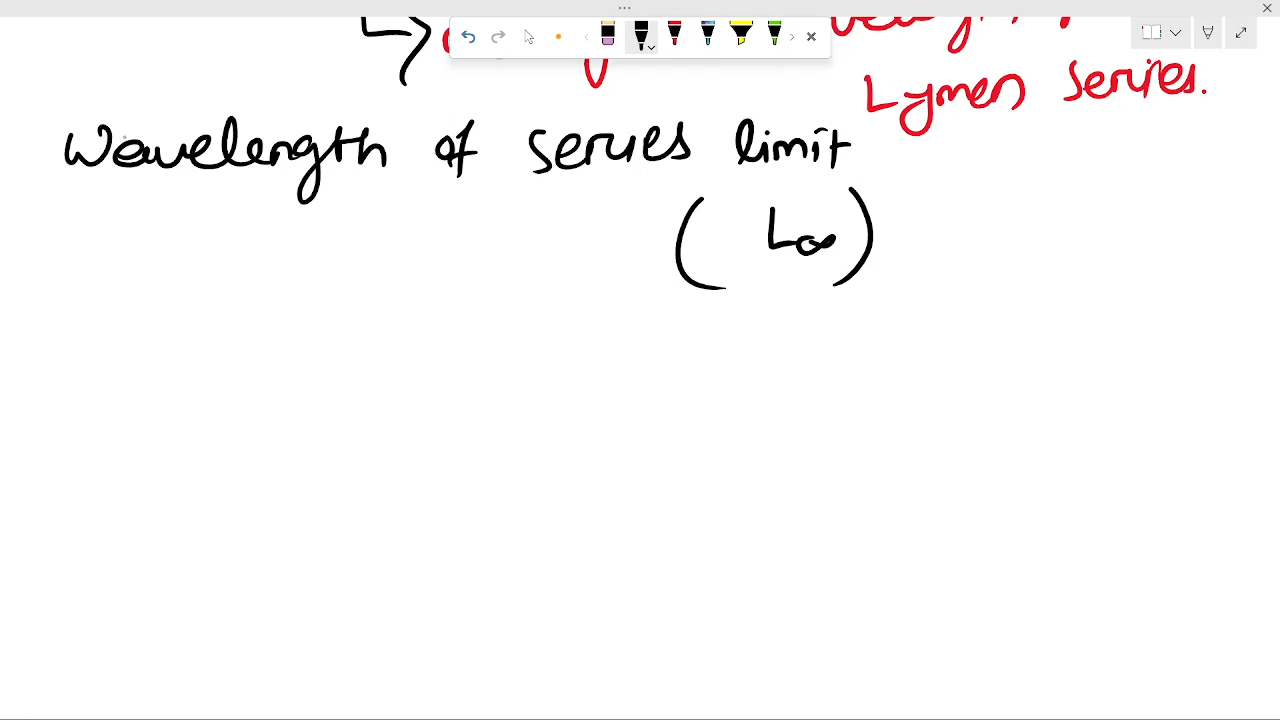 Lymen series.
Wavelength of series limit
( L∞ )